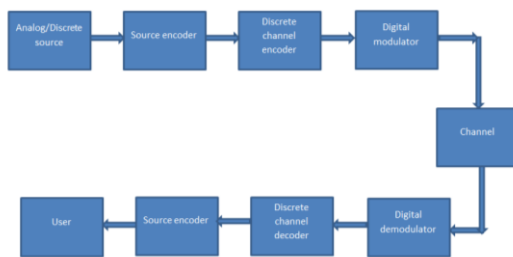 Analog/Discrete
source
Source encoder
Discrete
channel
encoder
Digital
modulator
Channel
User
Source encoder
Discrete
channel
decoder
Digital
demodulator